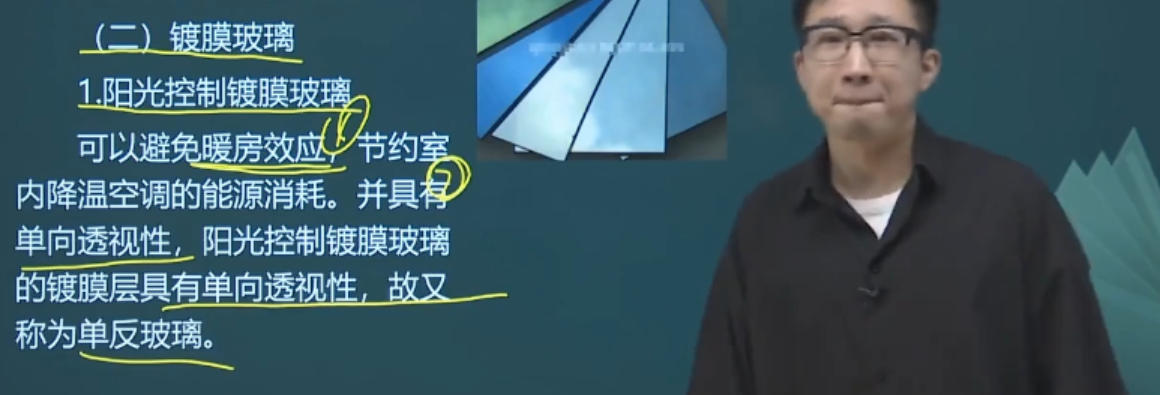 （二）镀膜玻璃
1.阳光控制镀膜玻璃
可以避免暖房效应，节约室
内降温空调的能源消耗。并具有
单向透视性，阳光控制镀膜玻璃
的镀膜层具有单向透视性，故又
称为单反玻璃。